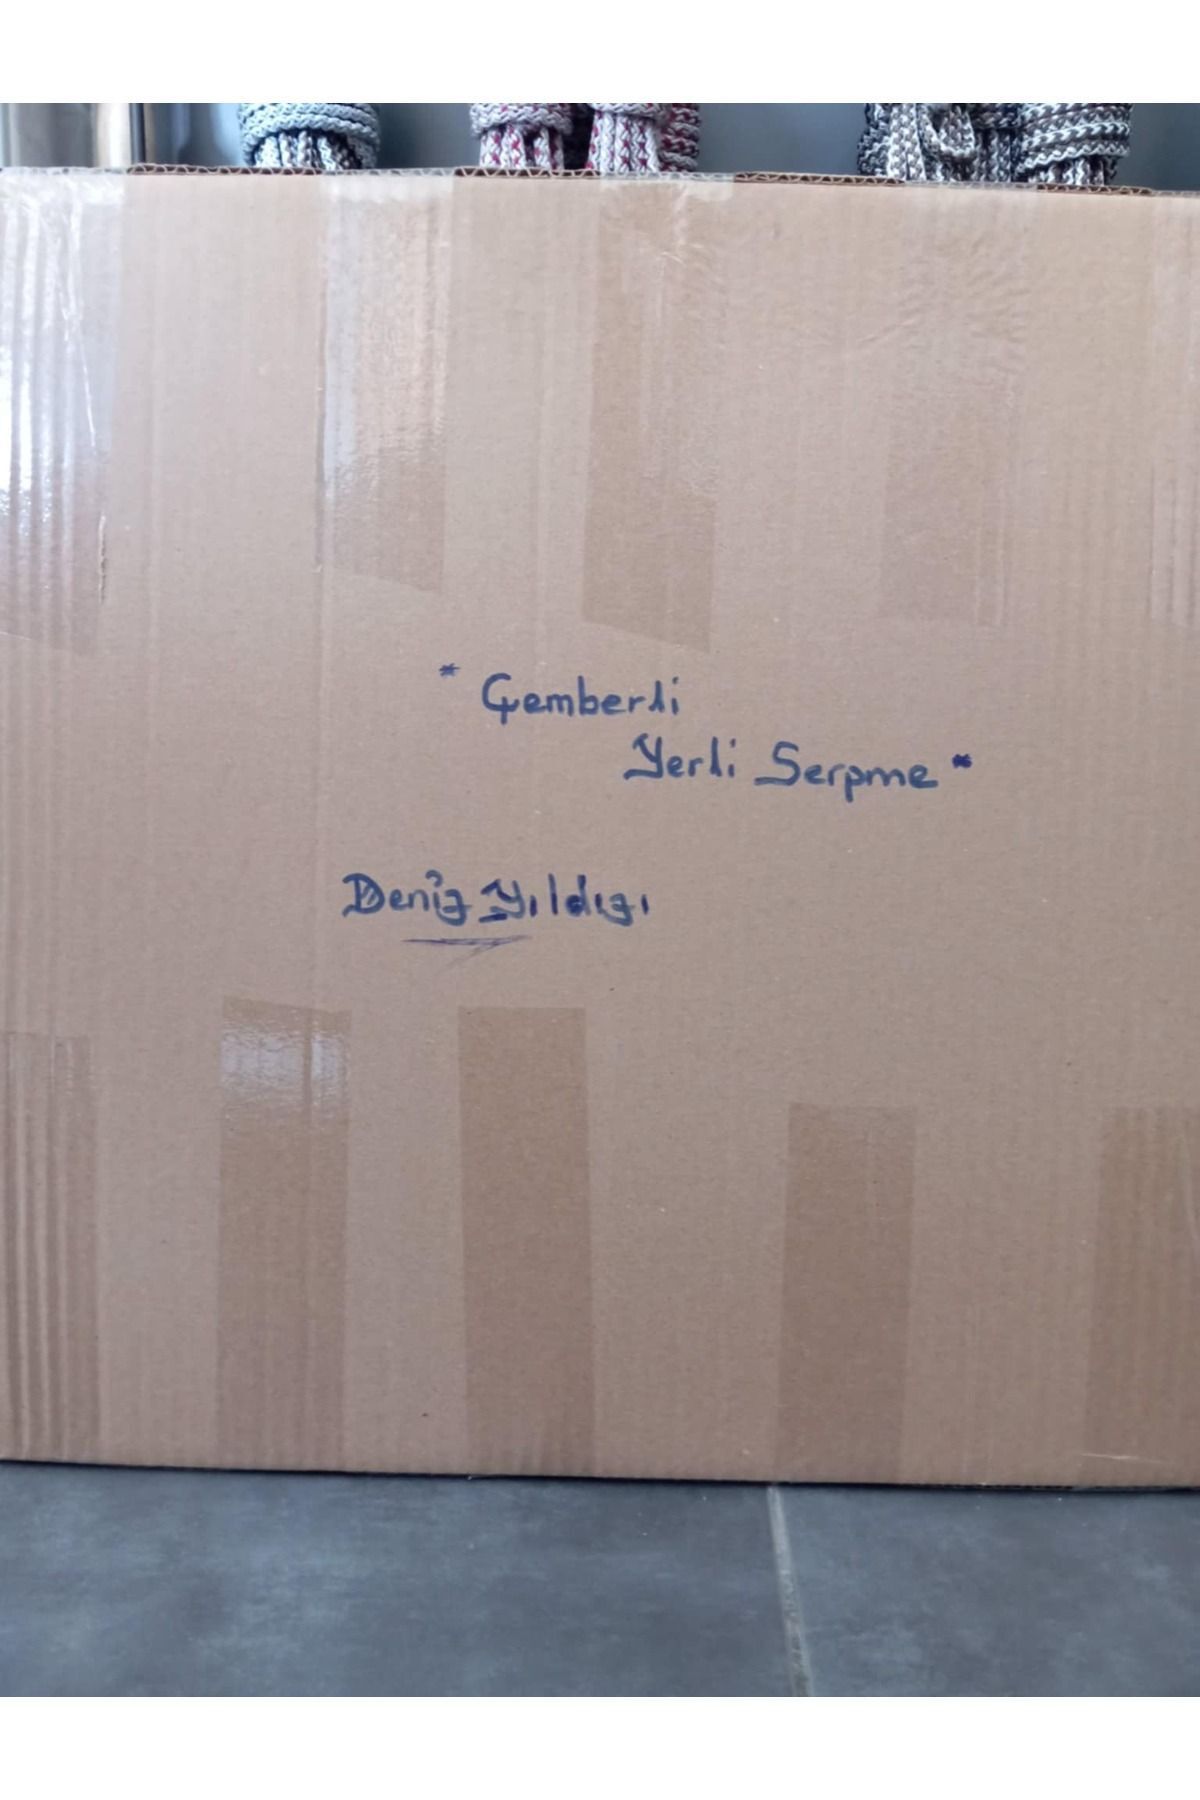 * Çemberli
Yerli Serpme *
Deniz Yıldızı